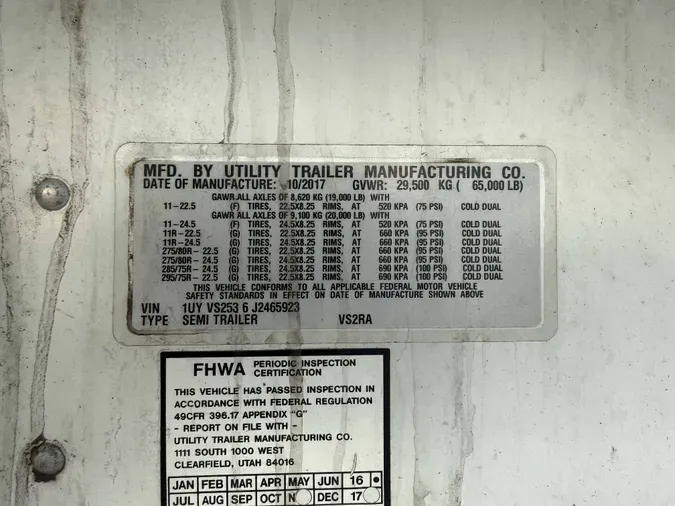 MFD. BY UTILITY TRAILER MANUFACTURING CO.
DATE OF MANUFACTURE: 10/2017 GVWR: 29,500 KG ( 65,000 LB)
GAWR:ALL AXLES OF 8,620 KG (19,000 LB) WITH
11-22.5 (F) TIRES, 22.5X8.25 RIMS, AT 520 KPA (75 PSI) COLD DUAL
GAWR:ALL AXLES OF 9,100 KG (20,000 LB) WITH
11-24.5 (F) TIRES, 24.5X8.25 RIMS, AT 520 KPA (75 PSI) COLD DUAL
11R-22.5 (G) TIRES, 22.5X8.25 RIMS, AT 660 KPA (95 PSI) COLD DUAL
11R-24.5 (G) TIRES, 24.5X8.25 RIMS, AT 660 KPA (95 PSI) COLD DUAL
275/80R - 22.5 (G) TIRES, 22.5X8.25 RIMS, AT 660 KPA (95 PSI) COLD DUAL
275/80R - 24.5 (G) TIRES, 24.5X8.25 RIMS, AT 660 KPA (95 PSI) COLD DUAL
285/75R - 24.5 (G) TIRES, 24.5X8.25 RIMS, AT 690 KPA (100 PSI) COLD DUAL
295/75R - 22.5 (G) TIRES, 22.5X8.25 RIMS, AT 690 KPA (100 PSI) COLD DUAL
THIS VEHICLE CONFORMS TO ALL APPLICABLE FEDERAL MOTOR VEHICLE
SAFETY STANDARDS IN EFFECT ON DATE OF MANUFACTURE SHOWN ABOVE
VIN 1UY VS253 6 J2465923
TYPE SEMI TRAILER VS2RA
FHWA PERIODIC INSPECTION
CERTIFICATION
THIS VEHICLE HAS PASSED INSPECTION IN
ACCORDANCE WITH FEDERAL REGULATION
49CFR 396.17 APPENDIX "G"
- REPORT ON FILE WITH -
UTILITY TRAILER MANUFACTURING CO.
1111 SOUTH 1000 WEST
CLEARFIELD, UTAH 84016
JAN FEB MAR APR MAY JUN 16
JUL AUG SEP OCT N DEC 17